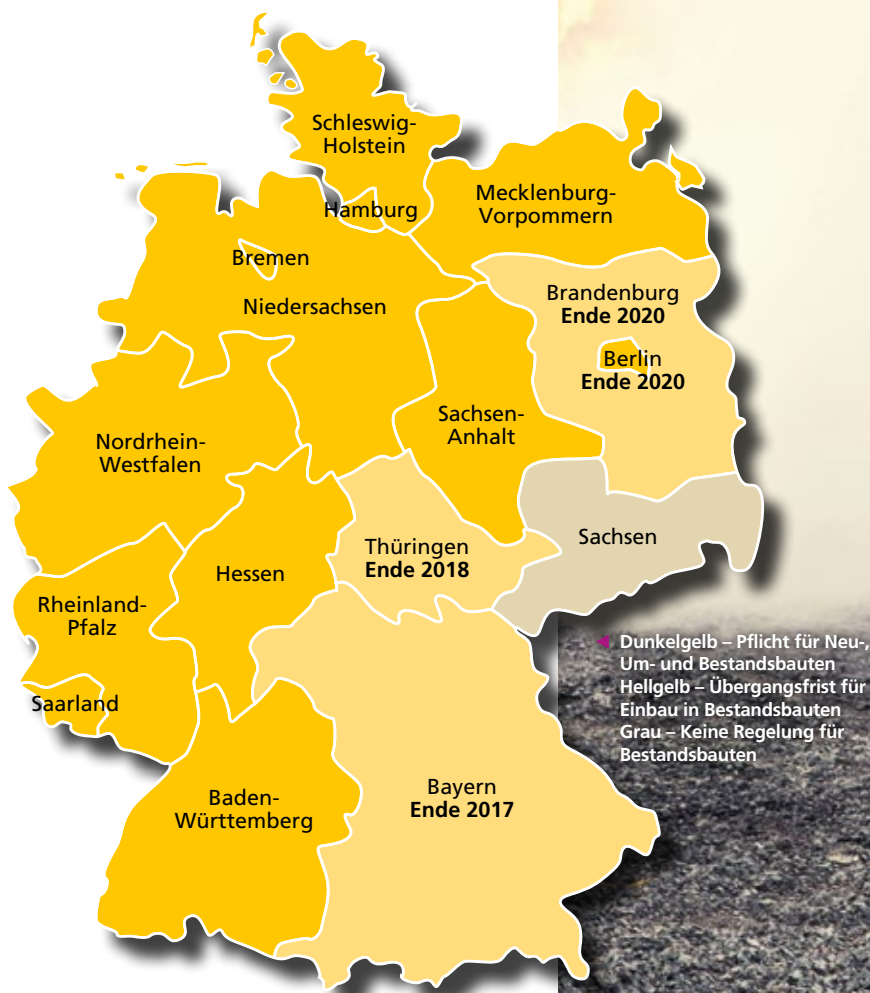 Schleswig-
Holstein
Hamburg
Mecklenburg-
Vorpommern
Bremen
Niedersachsen
Brandenburg
Ende 2020
Berlin
Ende 2020
Sachsen-
Anhalt
Nordrhein-
Westfalen
Sachsen
Thüringen
Ende 2018
Hessen
Rheinland-
Pfalz
Saarland
Dunkelgelb – Pflicht für Neu-,
Um- und Bestandsbauten
Hellgelb – Übergangsfrist für
Einbau in Bestandsbauten
Grau – Keine Regelung für
Bestandsbauten
Bayern
Ende 2017
Baden-
Württemberg